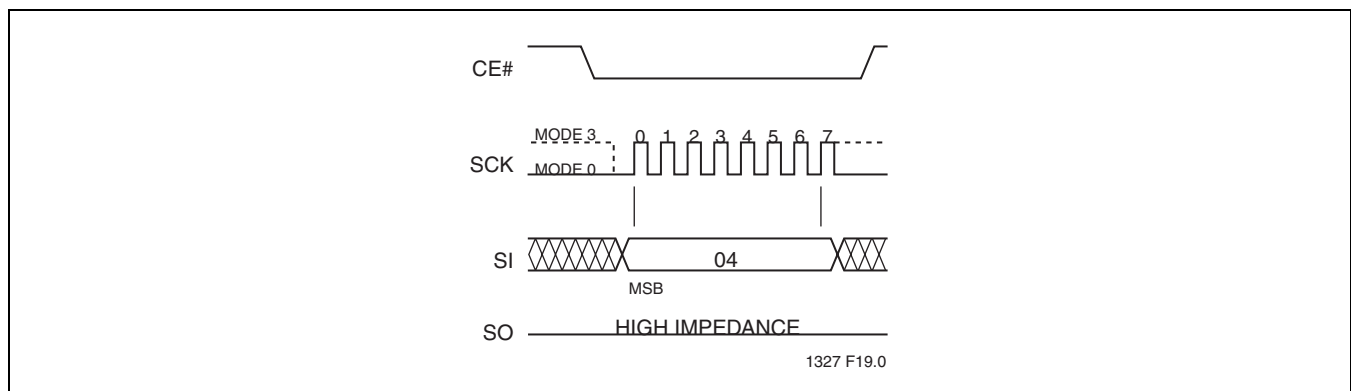 CE#
MODE 3
0 1 2 3 4 5 6 7
SCK
MODE 0
SI
04
MSB
SO
HIGH IMPEDANCE
1327 F19.0